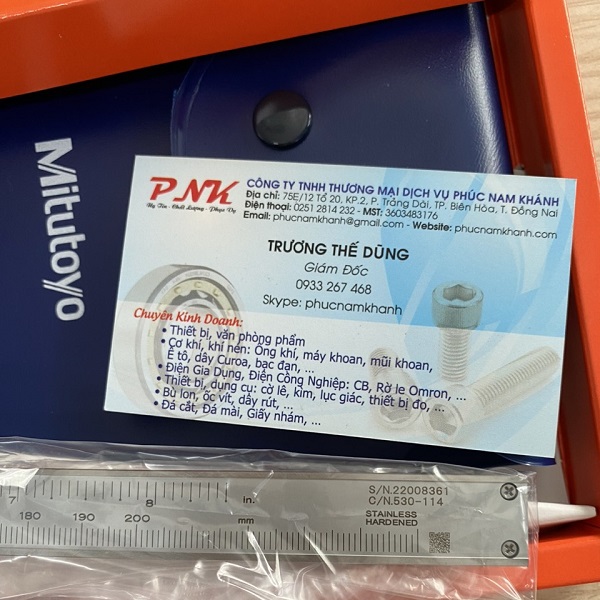 Mitutoyo
PNK
Uy Tín - Chất Lượng - Phục Vụ
CÔNG TY TNHH THƯƠNG MẠI DỊCH VỤ PHÚC NAM KHÁNH
Địa chỉ: 75E/12 Tổ 20, KP.2, P. Trảng Dài, TP. Biên Hòa, T. Đồng Nai
Điện thoại: 0251 2814 232 - MST: 3603483176
Email: phucnamkhanh@gmail.com - Website: phucnamkhanh.com
TRƯƠNG THẾ DŨNG
Giám Đốc
0933 267 468
Skype: phucnamkhanh
Chuyên Kinh Doanh:
• Thiết bị, văn phòng phẩm
• Cơ khí, khí nén: Ống khí, máy khoan, mũi khoan,
Ê tô, dây Curoa, bạc đạn, ...
• Điện Gia Dụng, Điện Công Nghiệp: CB, Rờ le Omron, ...
• Thiết bị, dụng cụ: cờ lê, kìm, lục giác, thiết bị đo, ...
• Bù lon, ốc vít, dây rút, ...
• Đá cắt, Đá mài, Giấy nhám, ...
7 8 in.
180 190 200 mm
S/N.22008361
C/N.530-114
STAINLESS
HARDENED